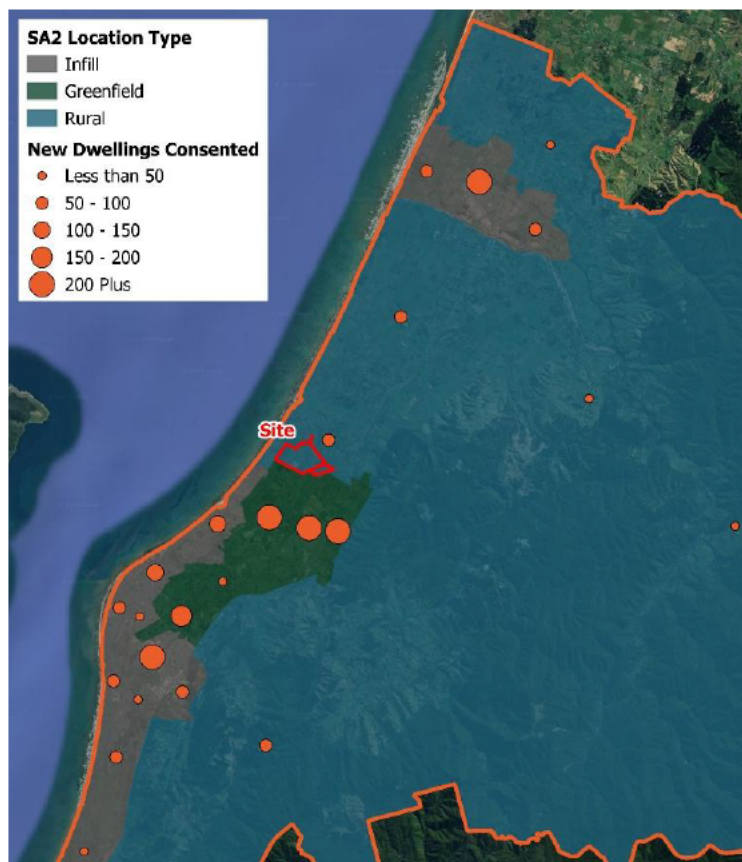 SA2 Location Type
Infill
Greenfield
Rural
New Dwellings Consented
Less than 50
50 - 100
100 - 150
150 - 200
200 Plus
Site